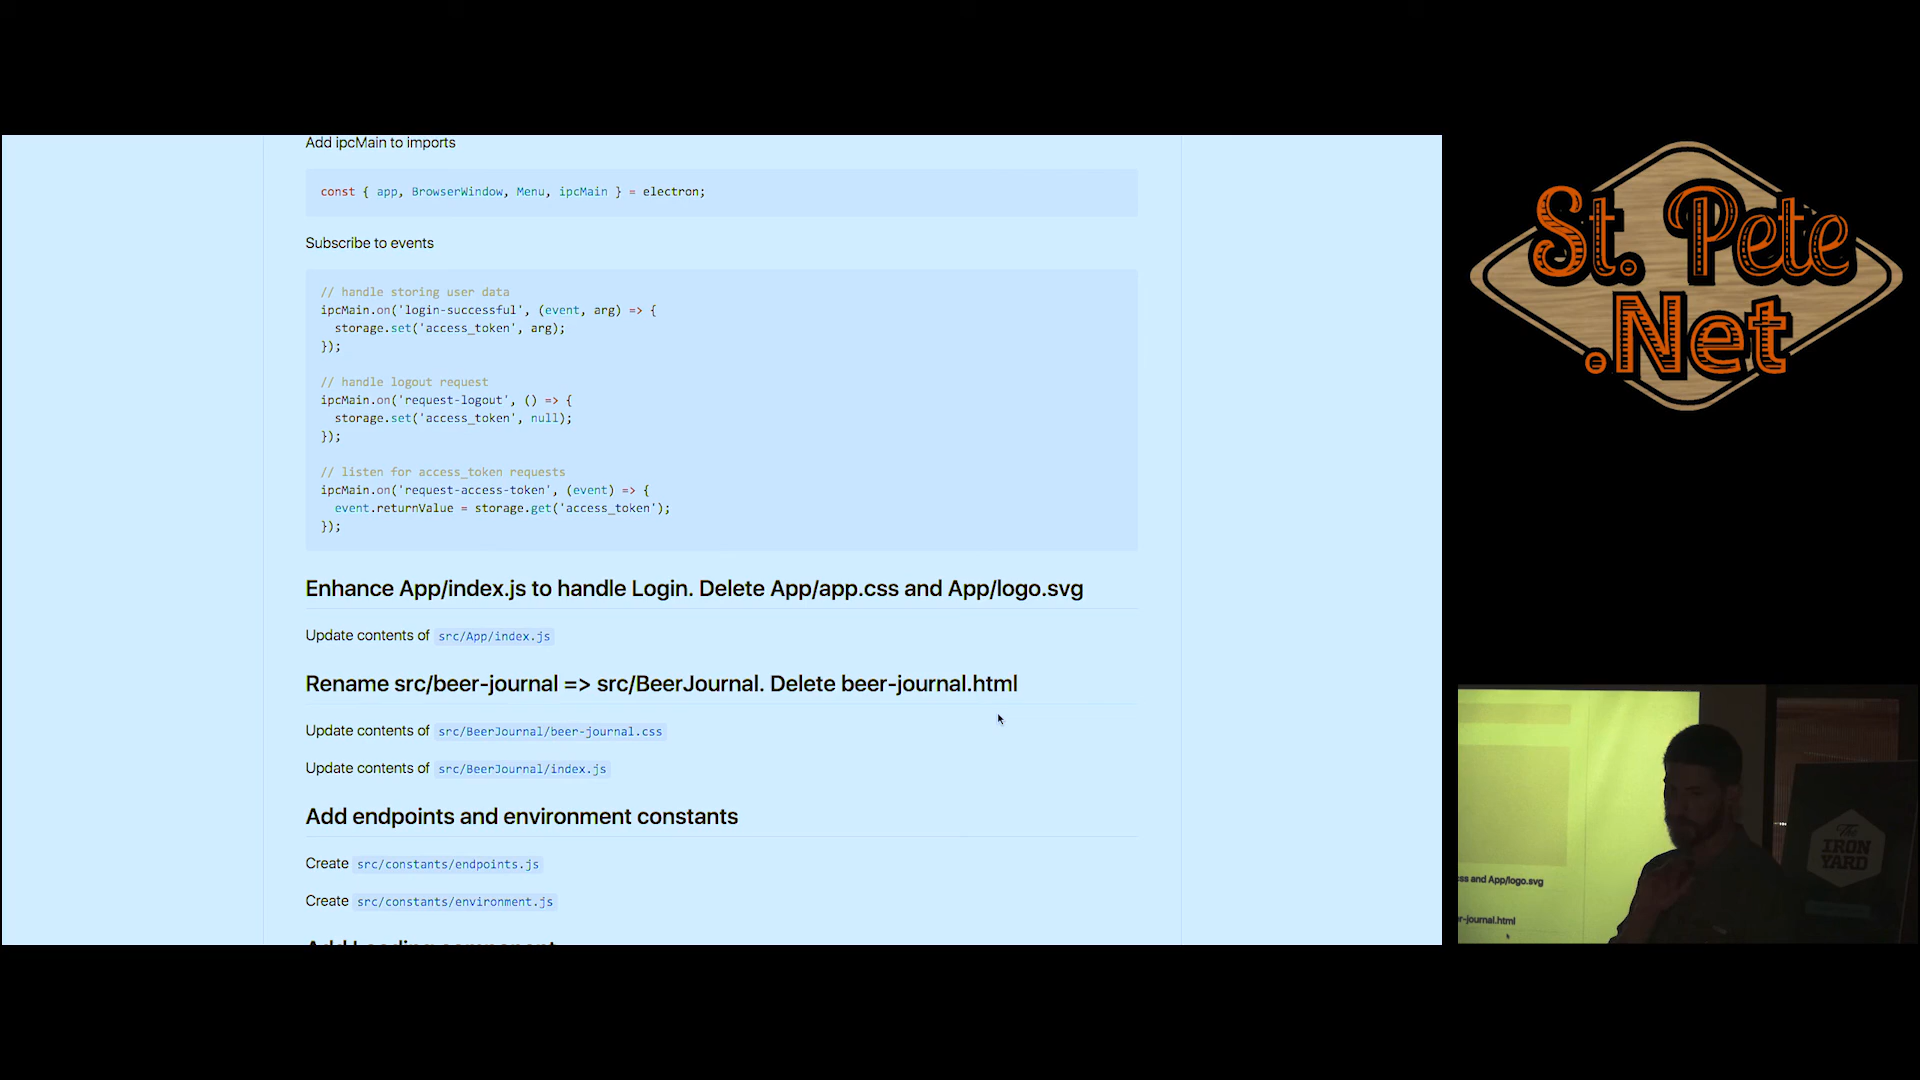 Add ipcMain to imports
const { app, BrowserWindow, Menu, ipcMain } = electron;
Subscribe to events
// handle storing user data
ipcMain.on('login-successful', (event, arg) => {
storage.set('access_token', arg);
});
// handle logout request
ipcMain.on('request-logout', () => {
storage.set('access_token', null);
});
// listen for access_token requests
ipcMain.on('request-access-token', (event) => {
event.returnValue = storage.get('access_token');
});
Enhance App/index.js to handle Login. Delete App/app.css and App/logo.svg
Update contents of src/App/index.js
Rename src/beer-journal => src/BeerJournal. Delete beer-journal.html
Update contents of src/BeerJournal/beer-journal.css
Update contents of src/BeerJournal/index.js
Add endpoints and environment constants
Create src/constants/endpoints.js
Create src/constants/environment.js
Add Loading component
St. Pete
.Net
ss and App/logo.svg
er-journal.html
The
IRON
YARD